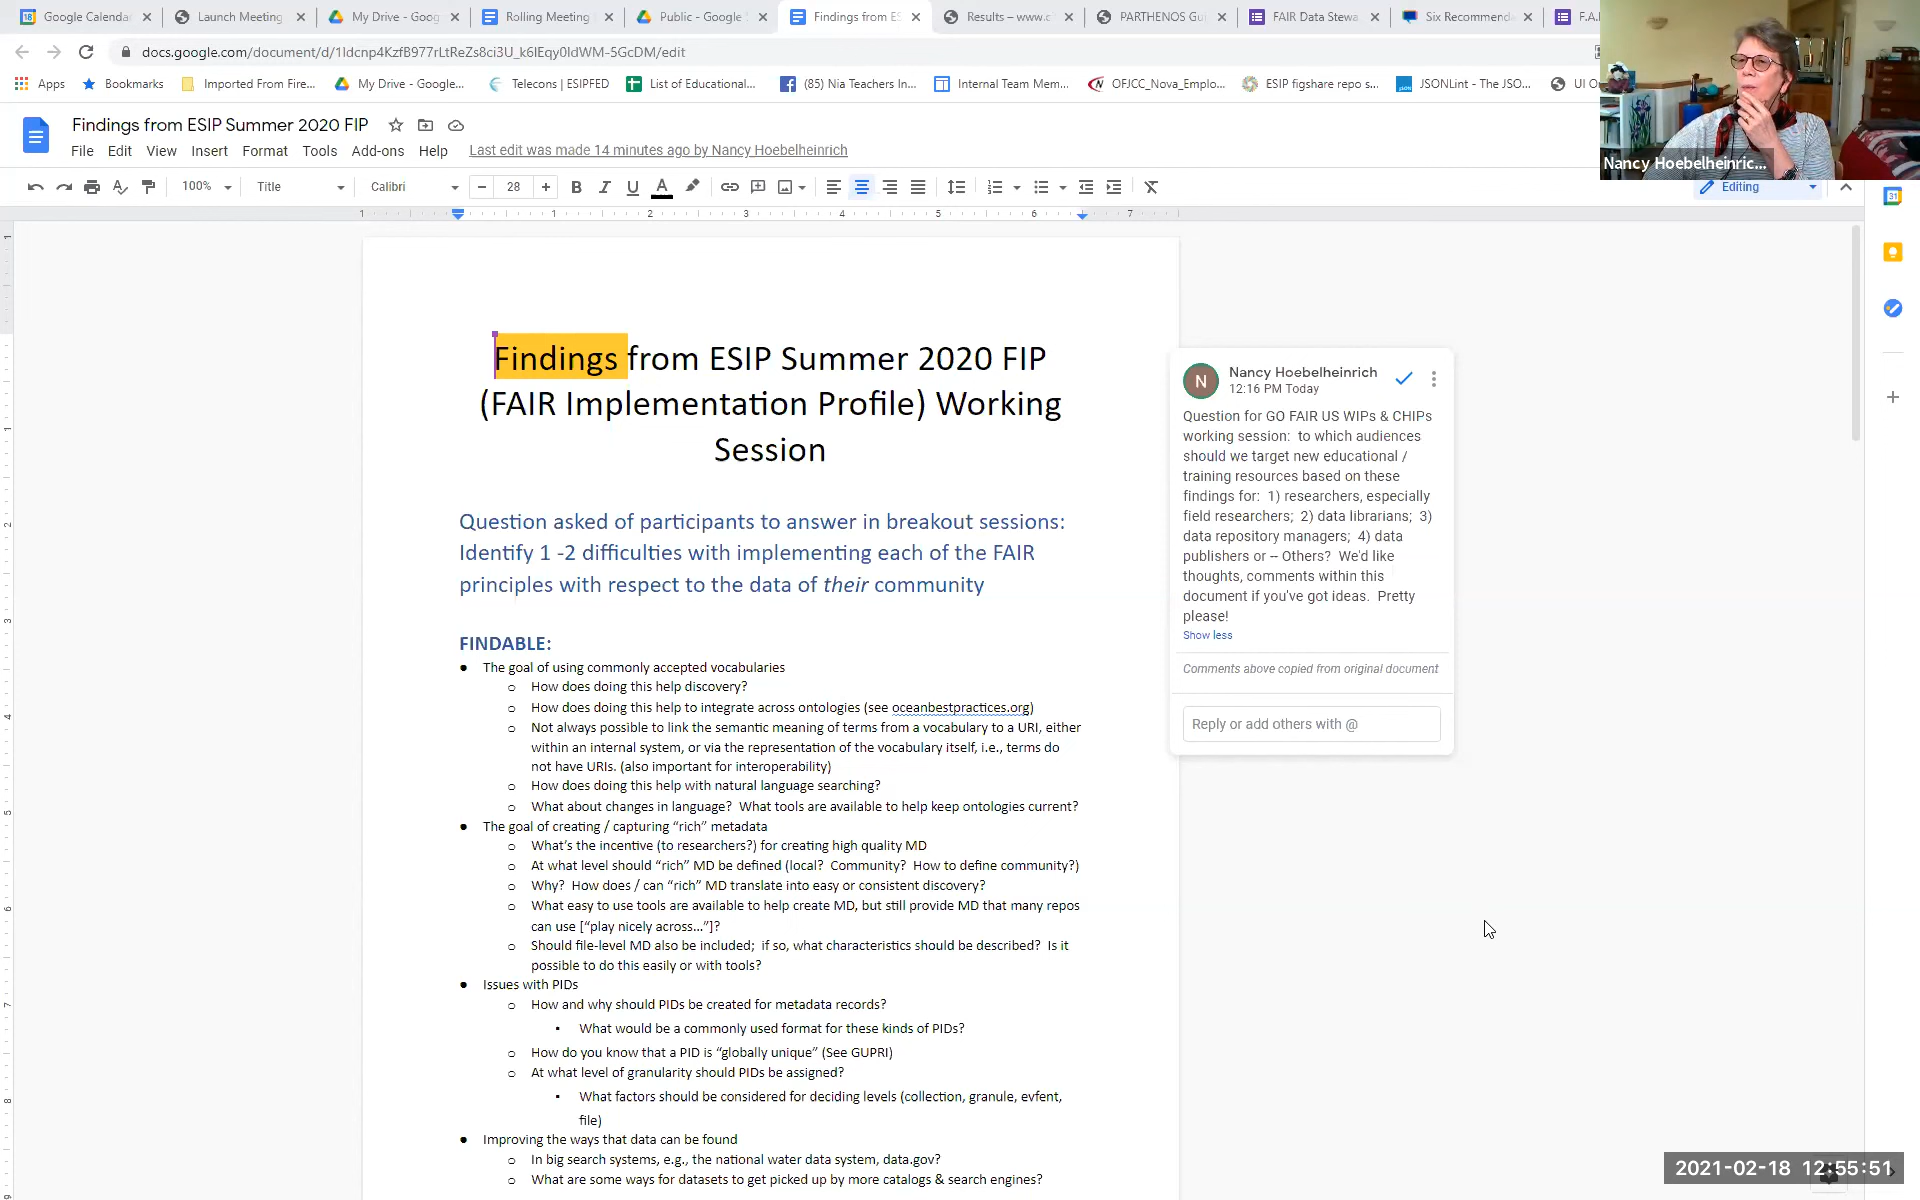 Google Calenda
Launch Meeting
My Drive - Goog
Rolling Meeting
Public - Google
Findings from ES
Results – www.c
PARTHENOS Gu
FAIR Data Stewa
Six Recommend
F.A.I
docs.google.com/document/d/1Idcnp4KzfB977rLtReZs8ci3U_k6IEqy0IdWM-5GcDM/edit
Apps
Bookmarks
Imported From Fire...
My Drive - Google...
Telecons | ESIPFED
List of Educational...
(85) Nia Teachers In...
Internal Team Mem...
OFJCC_Nova_Emplo...
ESIP figshare repo s...
JSONLint - The JSO...
UI O
Findings from ESIP Summer 2020 FIP
File Edit View Insert Format Tools Add-ons Help
Last edit was made 14 minutes ago by Nancy Hoebelheinrich
Nancy Hoebelheinric...
100% Title Calibri 28
Editing
1 1 2 3 4 5 6 7
Findings from ESIP Summer 2020 FIP
(FAIR Implementation Profile) Working
Session
Question asked of participants to answer in breakout sessions:
Identify 1 -2 difficulties with implementing each of the FAIR
principles with respect to the data of their community
FINDABLE:
● The goal of using commonly accepted vocabularies
o How does doing this help discovery?
o How does doing this help to integrate across ontologies (see oceanbestpractices.org)
o Not always possible to link the semantic meaning of terms from a vocabulary to a URI, either
within an internal system, or via the representation of the vocabulary itself, i.e., terms do
not have URIs. (also important for interoperability)
o How does doing this help with natural language searching?
o What about changes in language?  What tools are available to help keep ontologies current?
● The goal of creating / capturing “rich” metadata
o What’s the incentive (to researchers?) for creating high quality MD
o At what level should “rich” MD be defined (local?  Community?  How to define community?)
o Why?  How does / can “rich” MD translate into easy or consistent discovery?
o What easy to use tools are available to help create MD, but still provide MD that many repos
can use [“play nicely across…”]?
o Should file-level MD also be included;  if so, what characteristics should be described?  Is it
possible to do this easily or with tools?
● Issues with PIDs
o How and why should PIDs be created for metadata records?
▪ What would be a commonly used format for these kinds of PIDs?
o How do you know that a PID is “globally unique” (See GUPRI)
o At what level of granularity should PIDs be assigned?
▪ What factors should be considered for deciding levels (collection, granule, evfent,
file)
● Improving the ways that data can be found
o In big search systems, e.g., the national water data system, data.gov?
o What are some ways for datasets to get picked up by more catalogs & search engines?
N
Nancy Hoebelheinrich
12:16 PM Today
Question for GO FAIR US WIPs & CHIPs
working session:  to which audiences
should we target new educational /
training resources based on these
findings for:  1) researchers, especially
field researchers;  2) data librarians;  3)
data repository managers;  4) data
publishers or -- Others?  We'd like
thoughts, comments within this
document if you've got ideas.  Pretty
please!
Show less
Comments above copied from original document
Reply or add others with @
2021-02-18 12:55:51